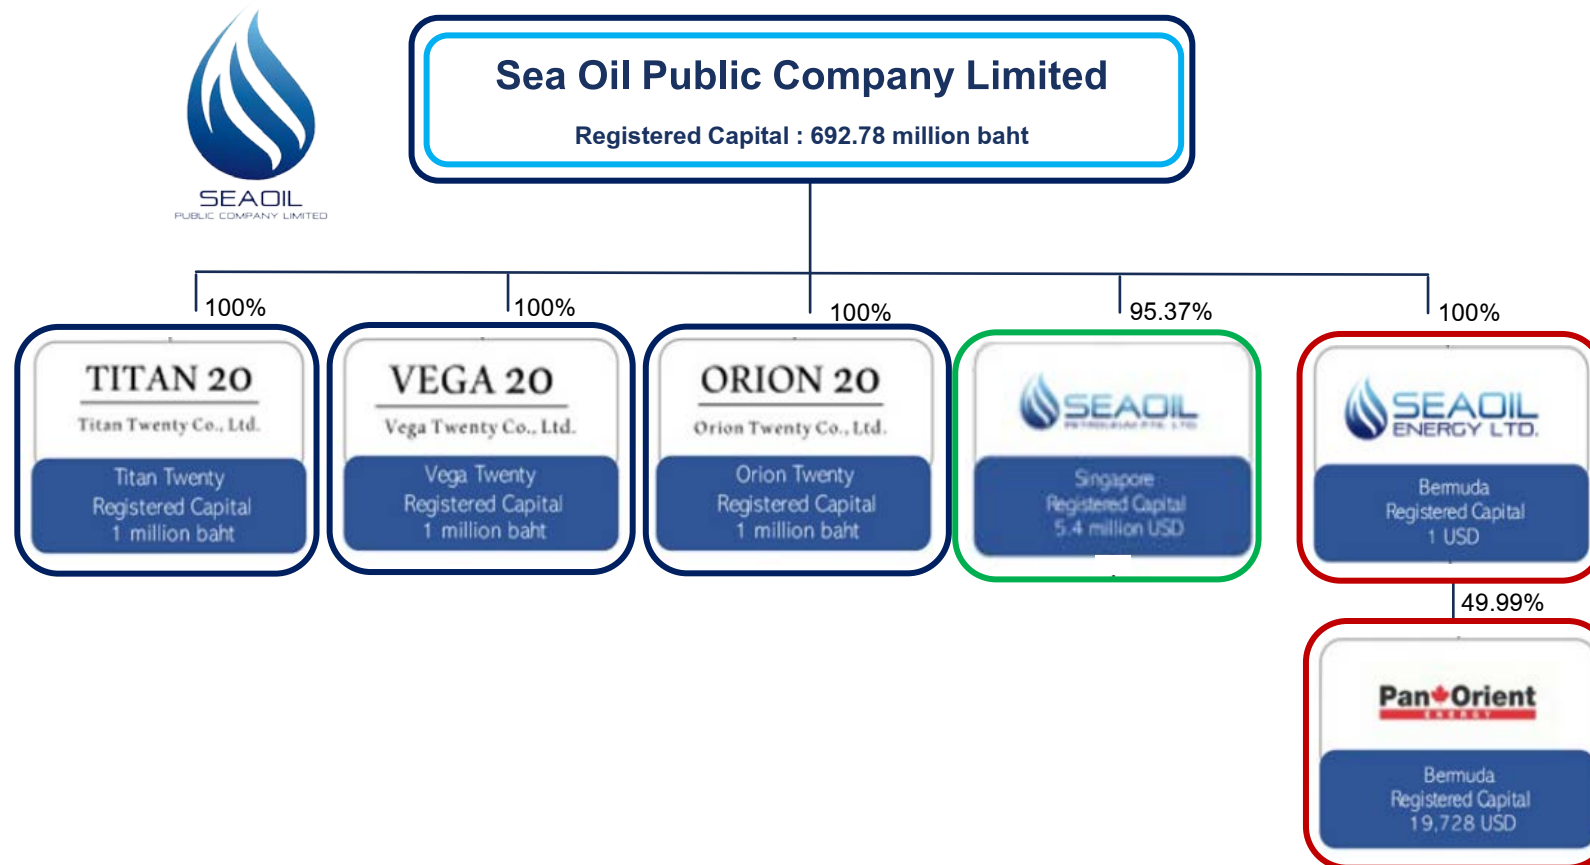 Sea Oil Public Company Limited
Registered Capital : 692.78 million baht
SEAOIL
PUBLIC COMPANY LIMITED
100%
100%
100%
95.37%
100%
TITAN 20
Titan Twenty Co., Ltd.
Titan Twenty
Registered Capital
1 million baht
VEGA 20
Vega Twenty Co., Ltd.
Vega Twenty
Registered Capital
1 million baht
ORION 20
Orion Twenty Co., Ltd.
Orion Twenty
Registered Capital
1 million baht
SEAOIL
PETROLEUM PTE. LTD.
Singapore
Registered Capital
5.4 million USD
SEAOIL
ENERGY LTD.
Bermuda
Registered Capital
1 USD
49.99%
Pan Orient
ENERGY
Bermuda
Registered Capital
19,728 USD